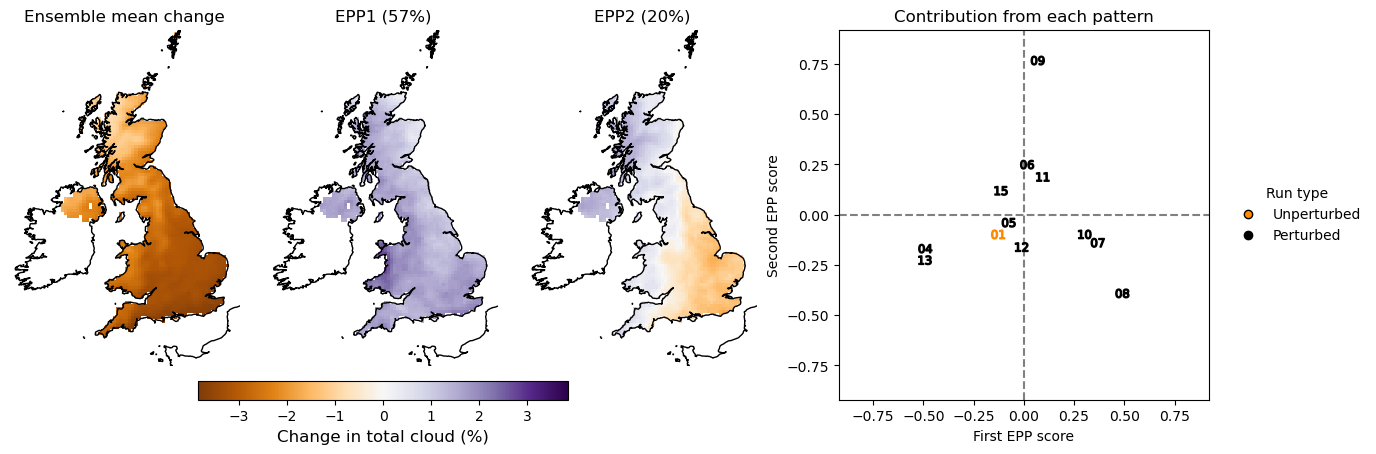 Ensemble mean change
EPP1 (57%)
EPP2 (20%)
Contribution from each pattern
−3 −2 −1 0 1 2 3
Change in total cloud (%)
Second EPP score
0.75
0.50
0.25
0.00
−0.25
−0.50
−0.75
09
06
11
15
05
01
10
12
07
04
13
08
−0.75 −0.50 −0.25 0.00 0.25 0.50 0.75
First EPP score
Run type
Unperturbed
Perturbed